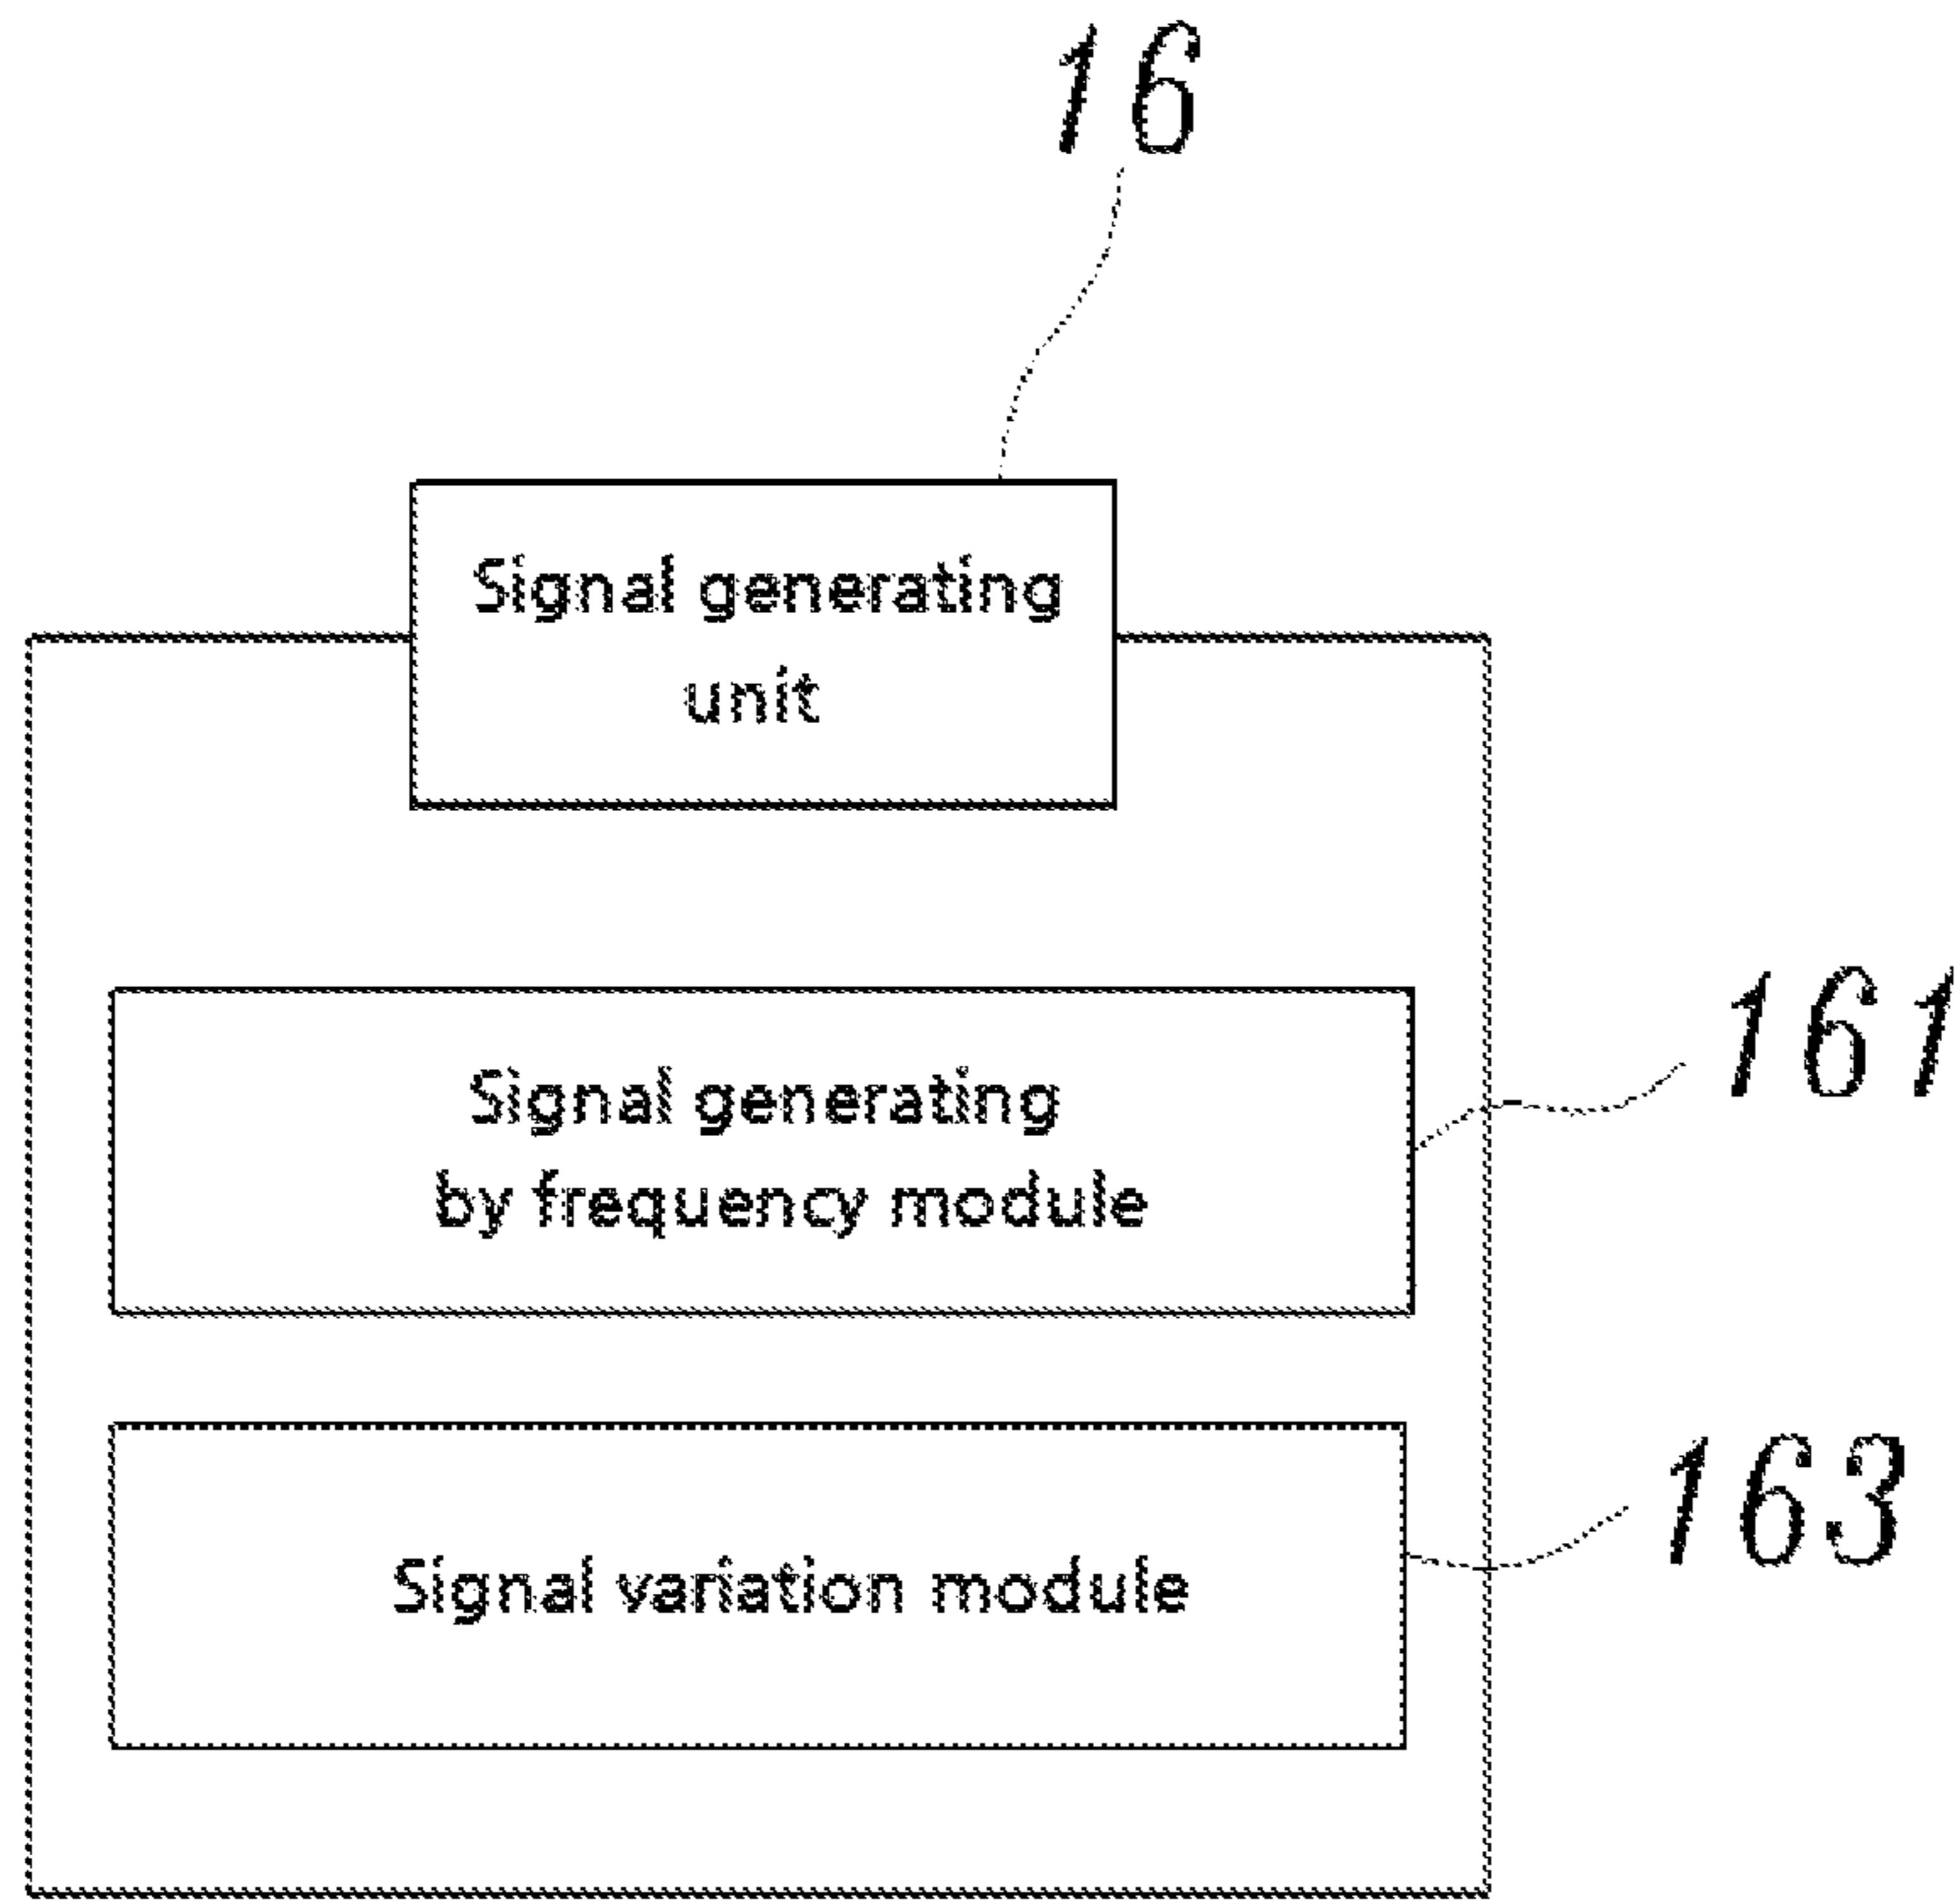 16
Signal generating
unit
161
Signal generating
by frequency module
163
Signal variation module